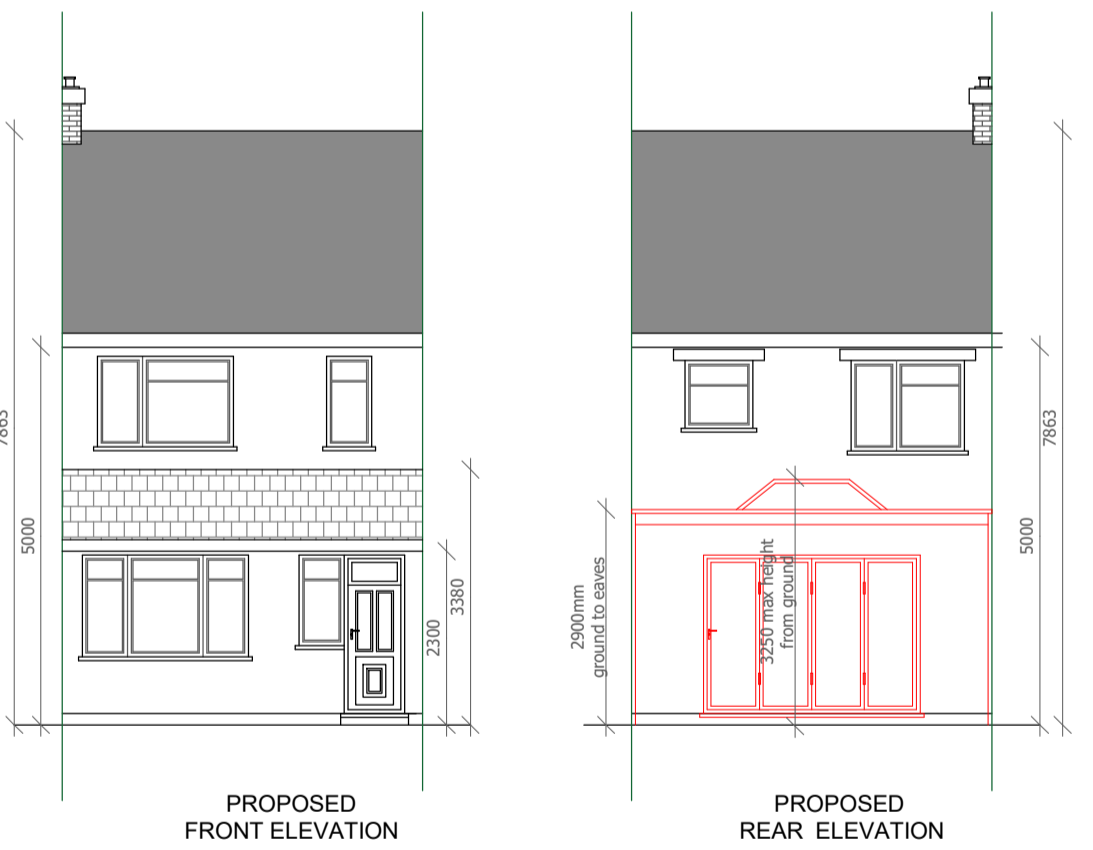 7863
5000
2300
3380
PROPOSED
FRONT ELEVATION
2900mm
ground to eaves
3250 max height
from ground
5000
7863
PROPOSED
REAR ELEVATION